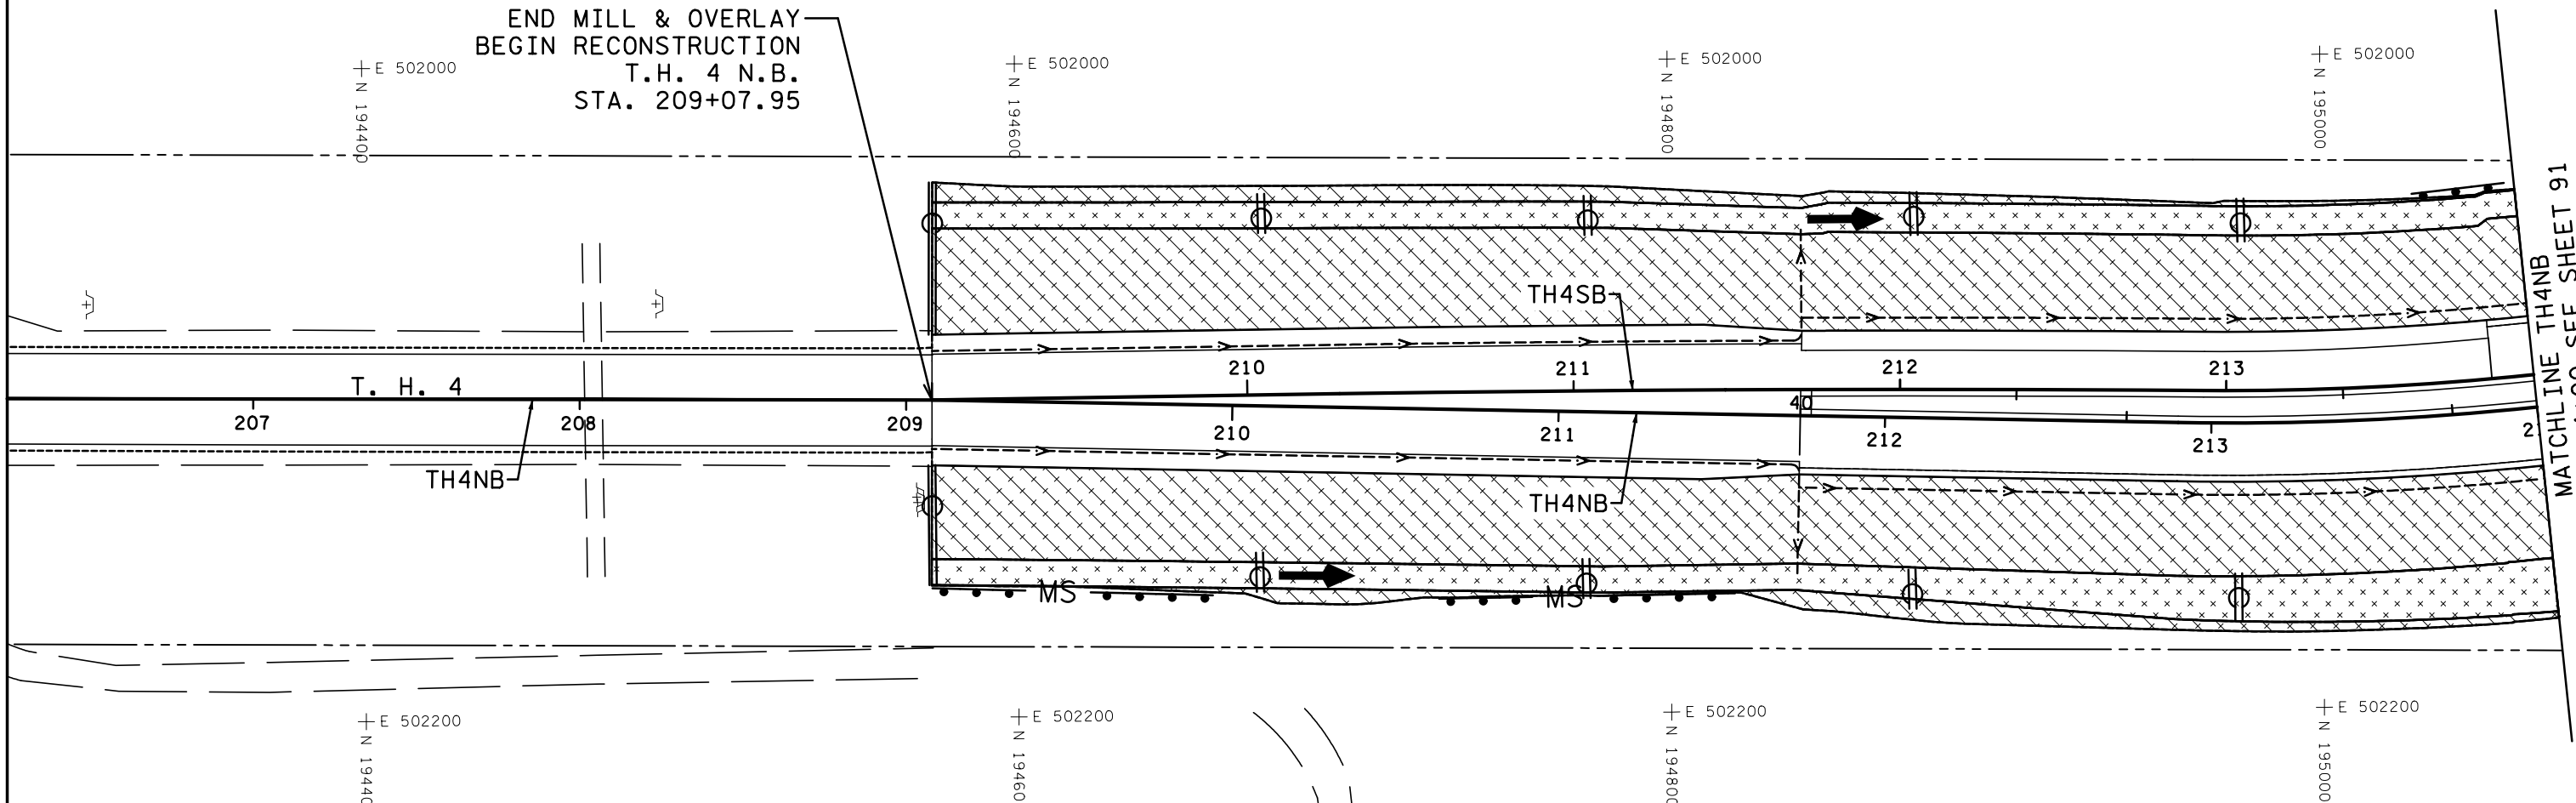 END MILL & OVERLAY
BEGIN RECONSTRUCTION
T.H. 4 N.B.
STA. 209+07.95
E 502000
N 194400
E 502000
N 194600
E 502000
N 194800
E 502000
N 195000
TH4SB
210
211
212
213
T. H. 4
40
207
208
209
210
211
212
213
TH4NB
TH4NB
MS
MS
MATCHLINE TH4NB
SEE SHEET 91
E 502200
E 502200
E 502200
N 194800
E 502200
N 195000